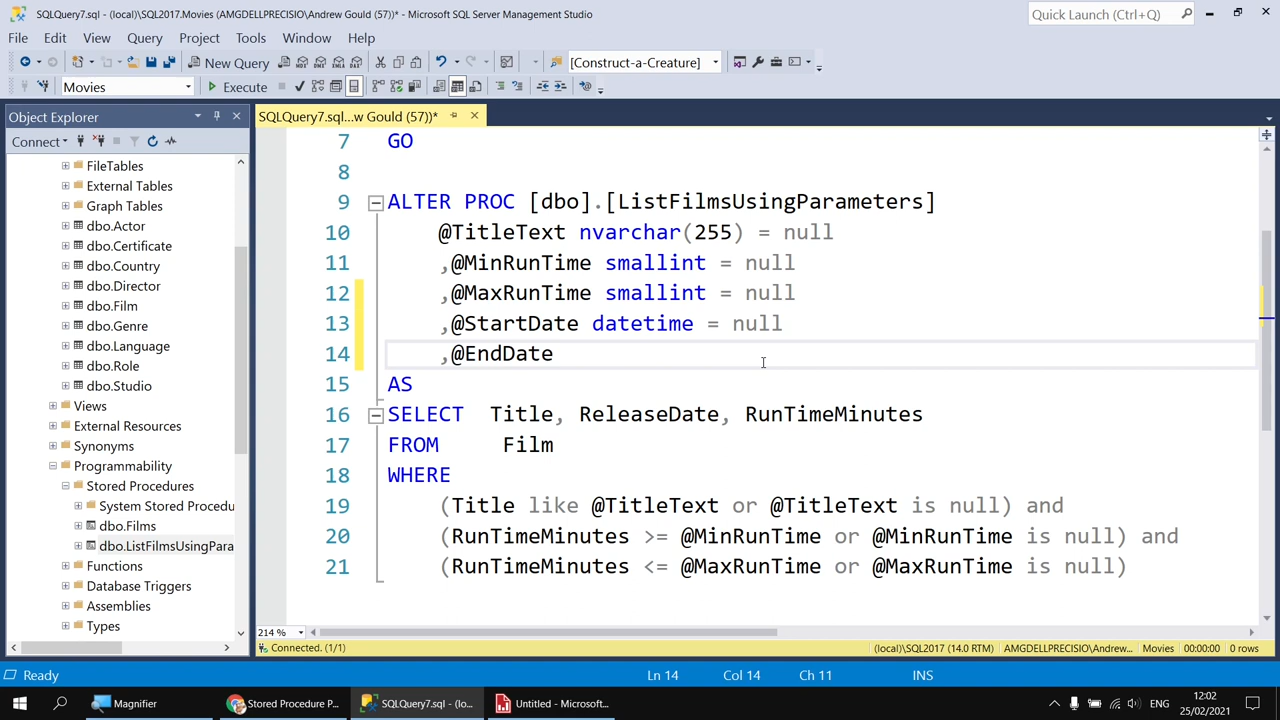 SQLQuery7.sql - (local)\SQL2017.Movies (AMGDELLPRECISIO\Andrew Gould (57))* - Microsoft SQL Server Management Studio
Quick Launch (Ctrl+Q)
File Edit View Query Project Tools Window Help
New Query
[Construct-a-Creature]
Movies
Execute
Object Explorer
SQLQuery7.sql...w Gould (57))*
Connect
FileTables
External Tables
Graph Tables
dbo.Actor
dbo.Certificate
dbo.Country
dbo.Director
dbo.Film
dbo.Genre
dbo.Language
dbo.Role
dbo.Studio
Views
External Resources
Synonyms
Programmability
Stored Procedures
System Stored Procedu
dbo.Films
dbo.ListFilmsUsingPara
Functions
Database Triggers
Assemblies
Types
7 GO
8
9 ALTER PROC [dbo].[ListFilmsUsingParameters]
10 @TitleText nvarchar(255) = null
11 ,@MinRunTime smallint = null
12 ,@MaxRunTime smallint = null
13 ,@StartDate datetime = null
14 ,@EndDate
15 AS
16 SELECT Title, ReleaseDate, RunTimeMinutes
17 FROM Film
18 WHERE
19 (Title like @TitleText or @TitleText is null) and
20 (RunTimeMinutes >= @MinRunTime or @MinRunTime is null) and
21 (RunTimeMinutes <= @MaxRunTime or @MaxRunTime is null)
214 %
Connected. (1/1)
(local)\SQL2017 (14.0 RTM) AMGDELLPRECISIO\Andrew... Movies 00:00:00 0 rows
Ready
Ln 14 Col 14 Ch 11 INS
Magnifier
Stored Procedure P...
SQLQuery7.sql - (lo...
Untitled - Microsoft...
ENG
12:02
25/02/2021